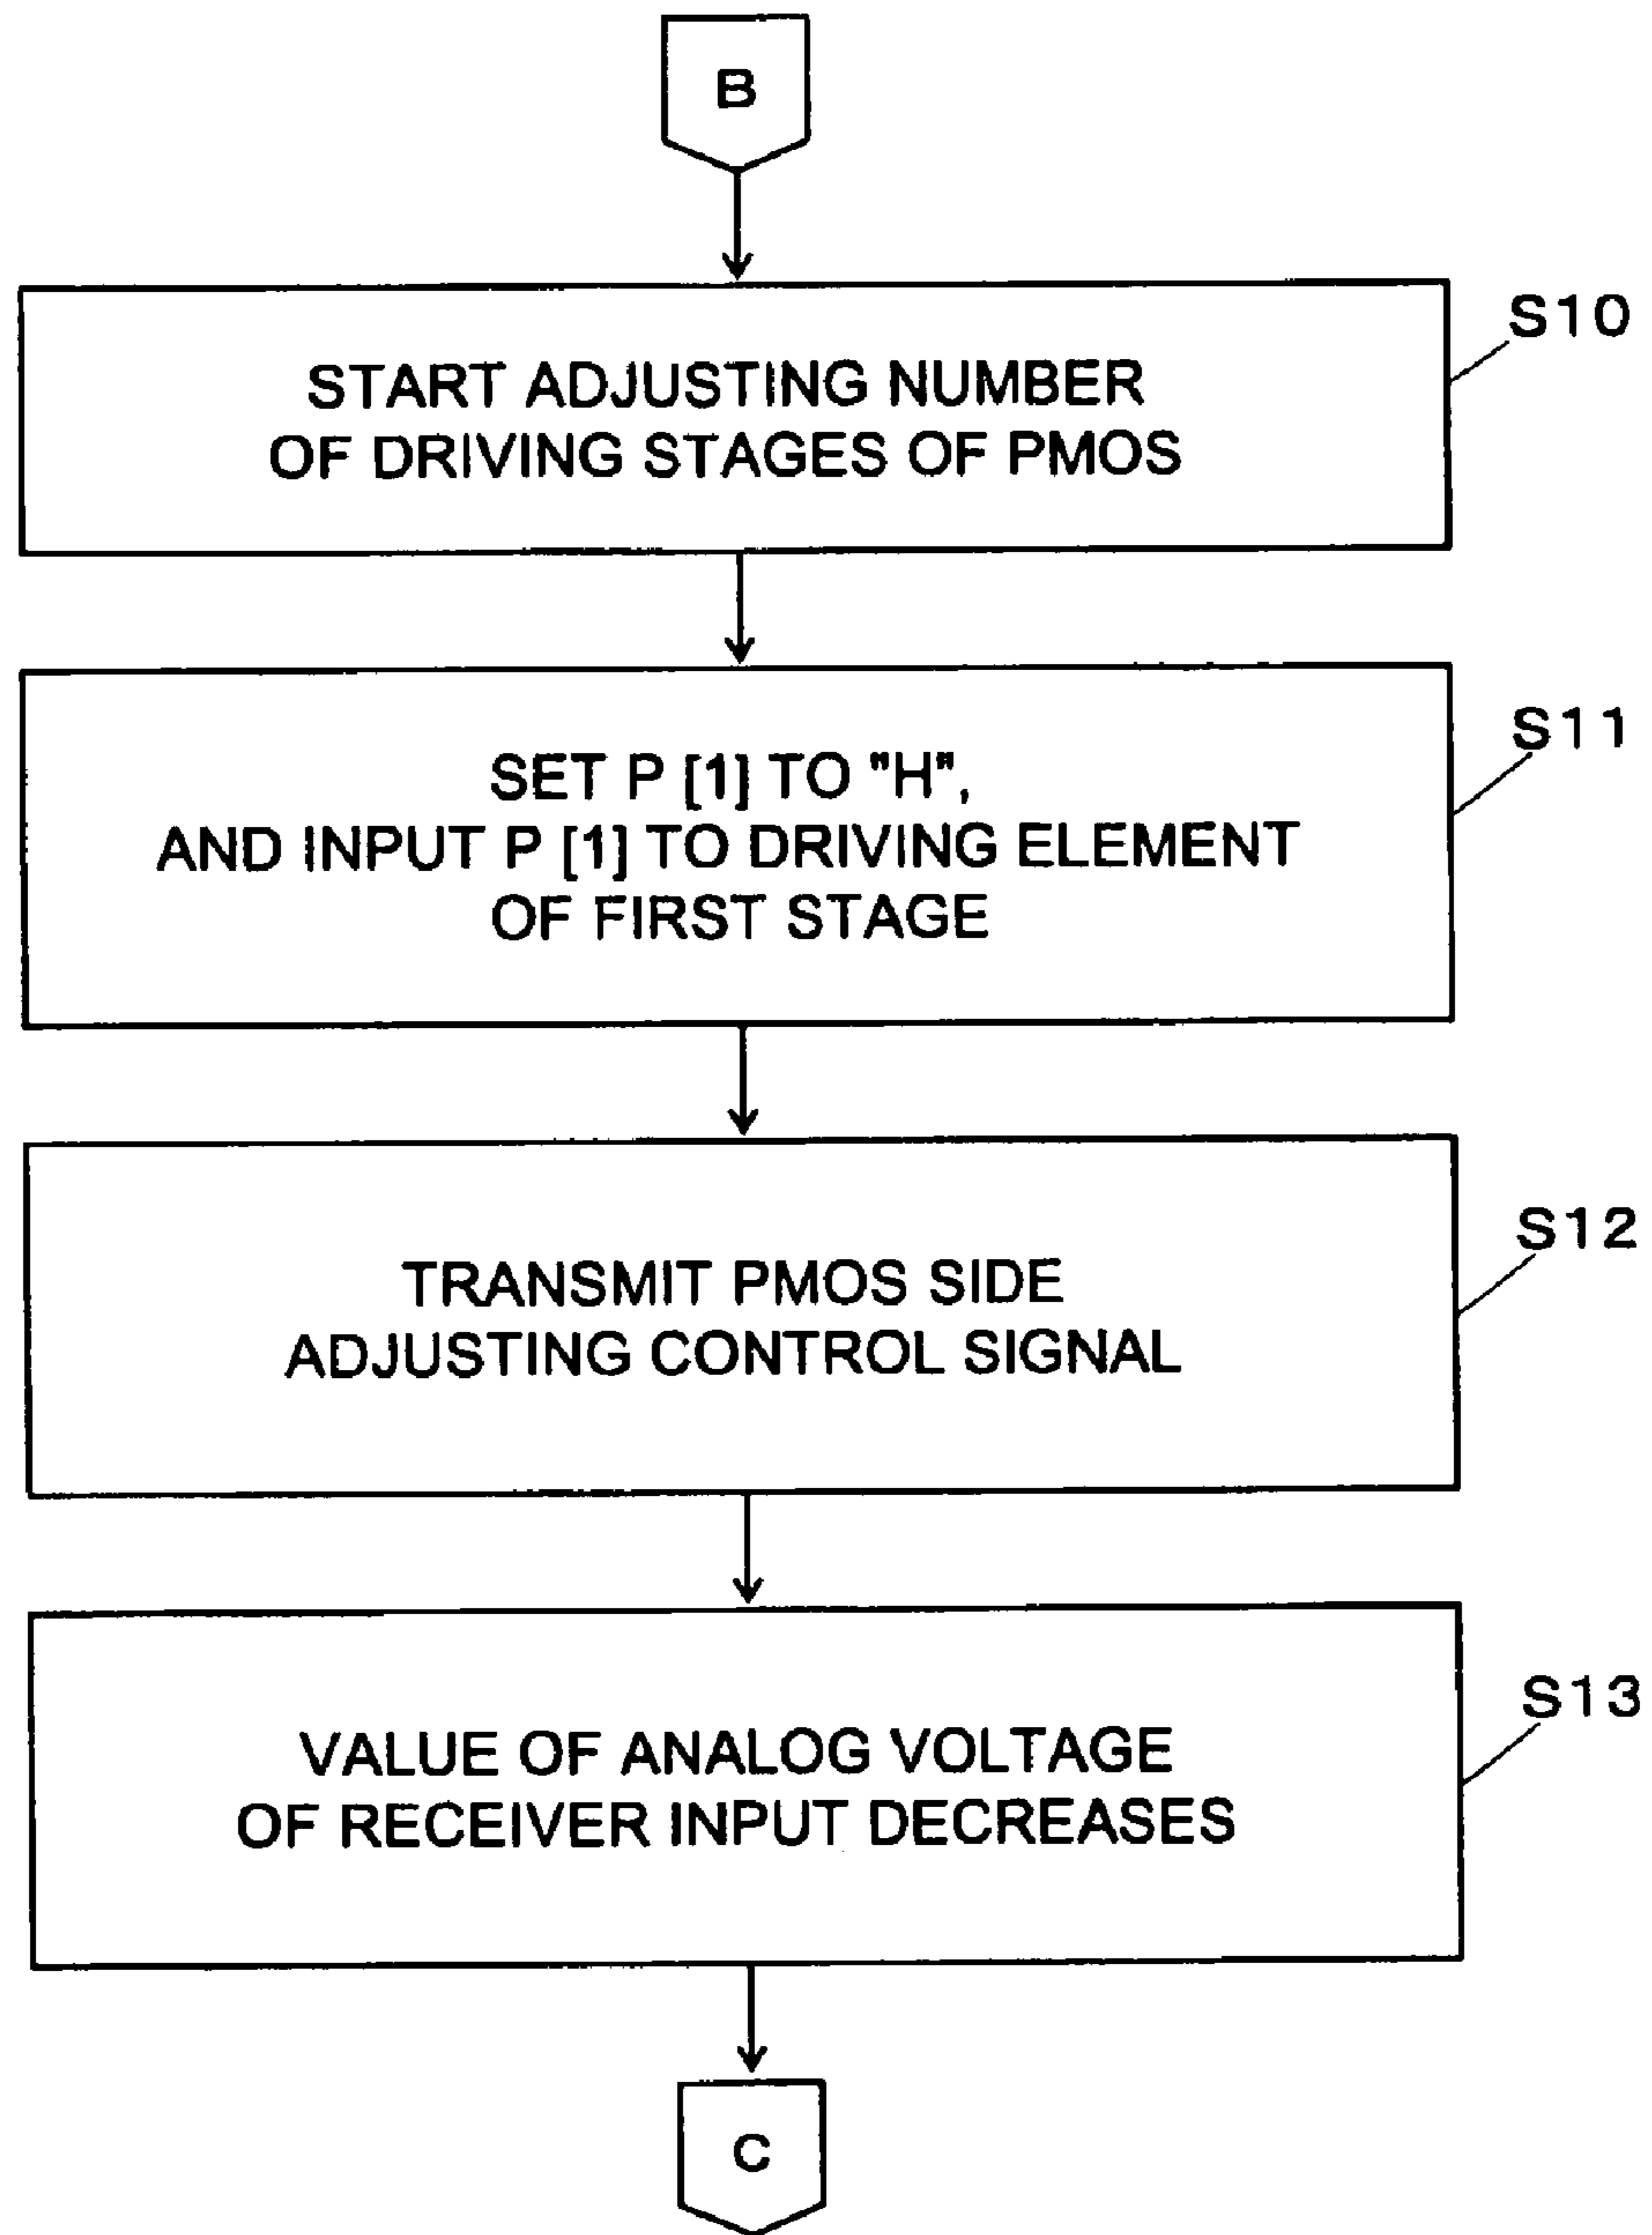 B
S10
START ADJUSTING NUMBER
OF DRIVING STAGES OF PMOS
S11
SET P [1] TO "H",
AND INPUT P [1] TO DRIVING ELEMENT
OF FIRST STAGE
S12
TRANSMIT PMOS SIDE
ADJUSTING CONTROL SIGNAL
S13
VALUE OF ANALOG VOLTAGE
OF RECEIVER INPUT DECREASES
C